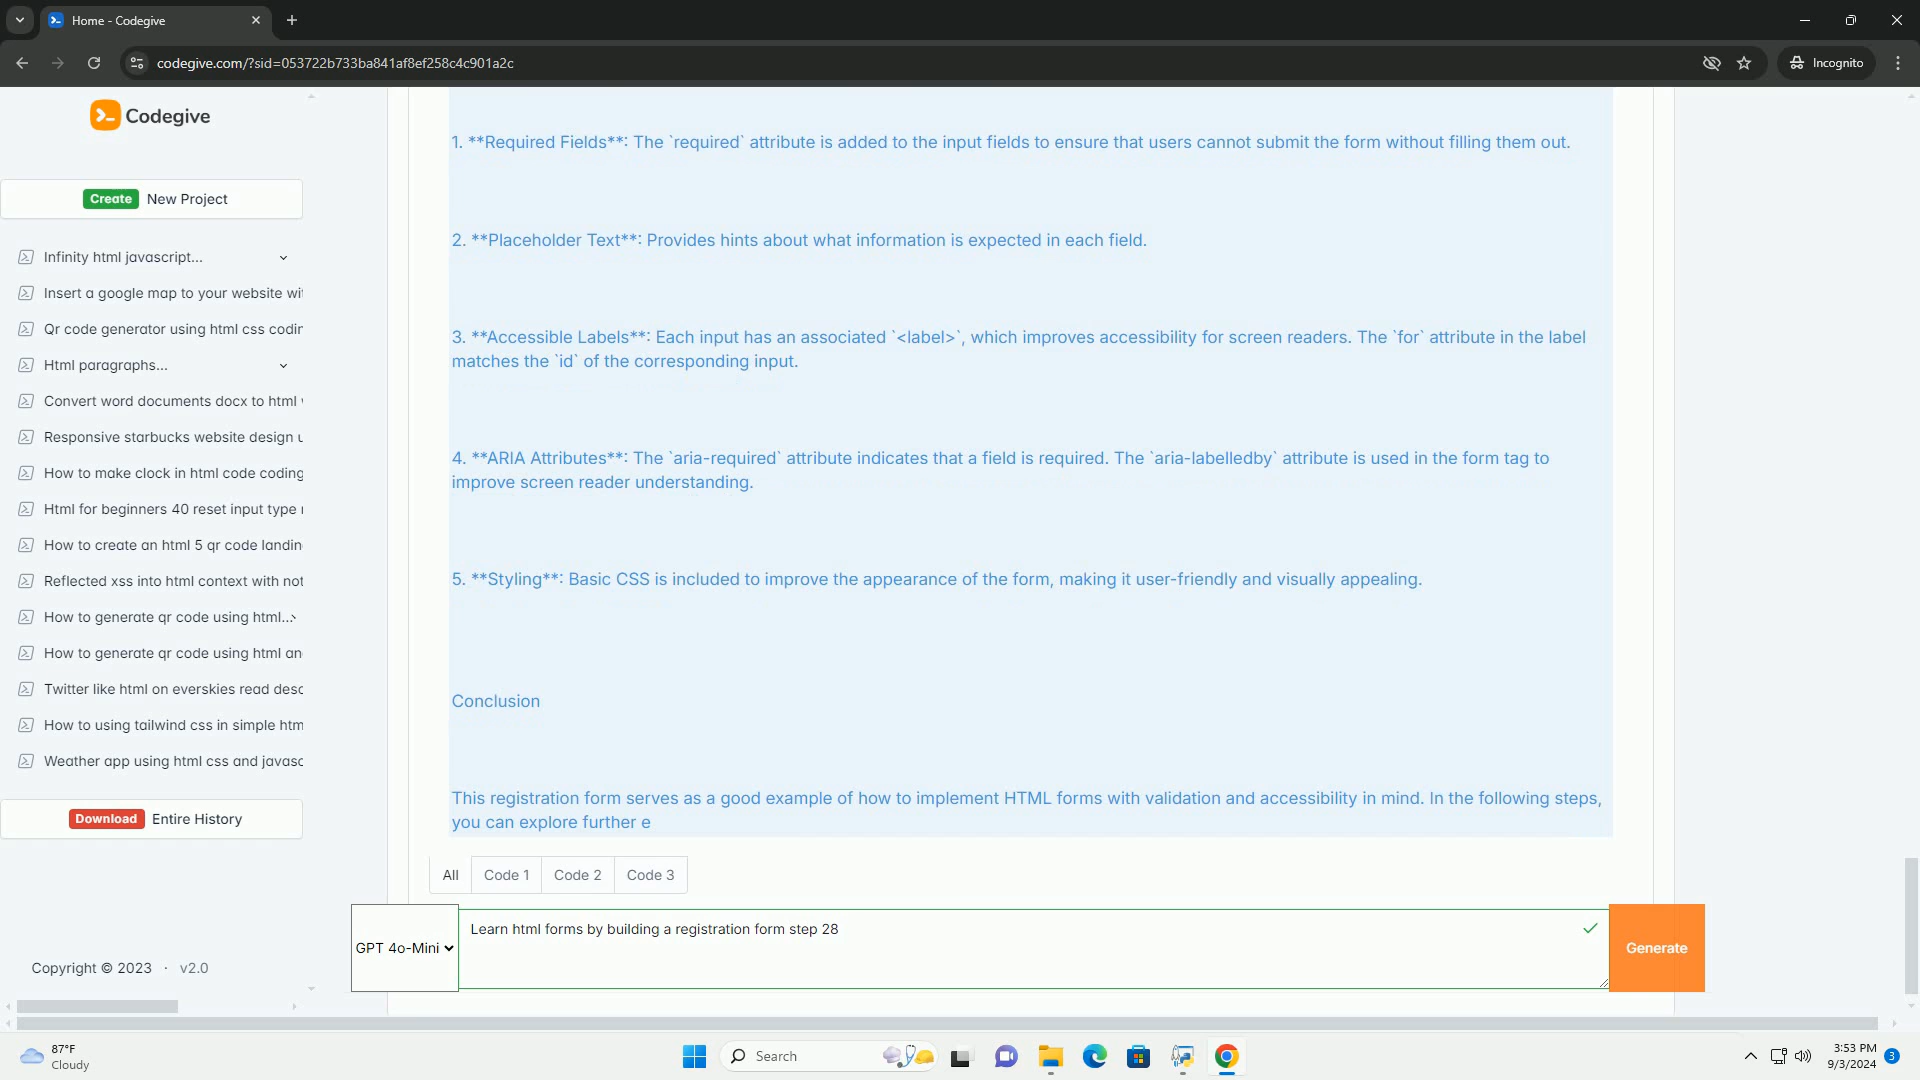 Home - Codegive
codegive.com/?sid=053722b733ba841af8ef258c4c901a2c
Incognito
Codegive
Create New Project
Infinity html javascript...
Insert a google map to your website wit
Qr code generator using html css codin
Html paragraphs...
Convert word documents docx to html
Responsive starbucks website design u
How to make clock in html code coding
Html for beginners 40 reset input type
How to create an html 5 qr code landin
Reflected xss into html context with not
How to generate qr code using html...
How to generate qr code using html an
Twitter like html on everskies read desc
How to using tailwind css in simple htm
Weather app using html css and javasc
Download Entire History
Copyright © 2023 · v2.0
1. **Required Fields**: The `required` attribute is added to the input fields to ensure that users cannot submit the form without filling them out.
2. **Placeholder Text**: Provides hints about what information is expected in each field.
3. **Accessible Labels**: Each input has an associated `<label>`, which improves accessibility for screen readers. The `for` attribute in the label
matches the `id` of the corresponding input.
4. **ARIA Attributes**: The `aria-required` attribute indicates that a field is required. The `aria-labelledby` attribute is used in the form tag to
improve screen reader understanding.
5. **Styling**: Basic CSS is included to improve the appearance of the form, making it user-friendly and visually appealing.
Conclusion
This registration form serves as a good example of how to implement HTML forms with validation and accessibility in mind. In the following steps,
you can explore further e
All Code 1 Code 2 Code 3
GPT 4o-Mini
Learn html forms by building a registration form step 28
Generate
87°F
Cloudy
Search
3:53 PM
9/3/2024
3